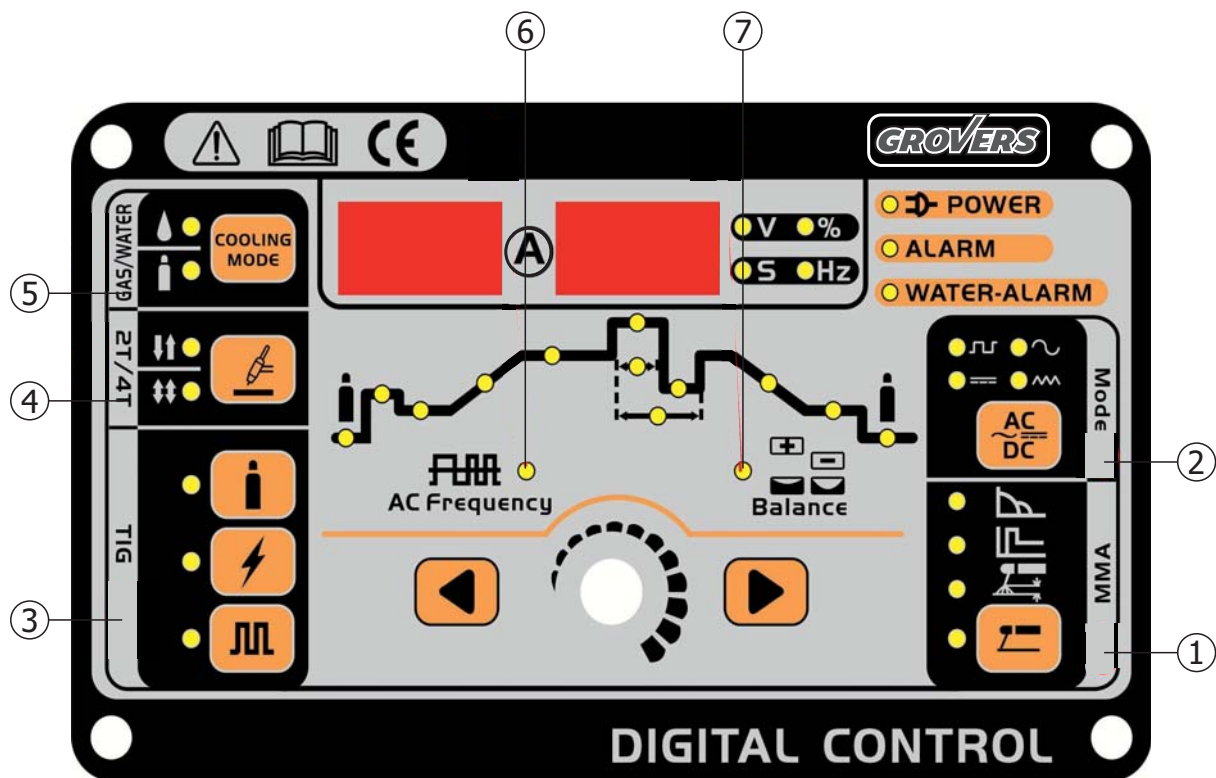 ⑥ ⑦
CE GROVERS
GAS/WATER
COOLING
MODE
A
V %
S Hz
POWER
ALARM
WATER-ALARM
⑤
2T/4T
④
Mode
AC
DC
②
AC Frequency
+
-
Balance
TIG
③
MMA
①
DIGITAL CONTROL